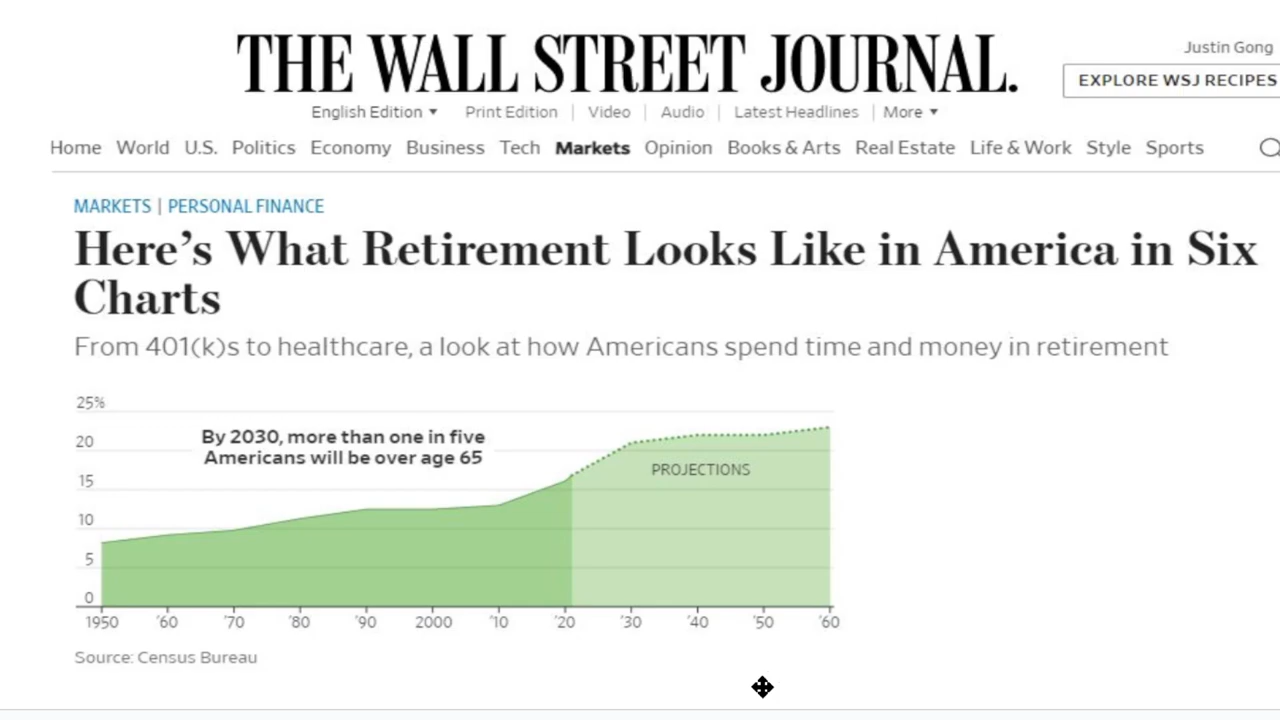 THE WALL STREET JOURNAL.
Justin Gong
EXPLORE WSJ RECIPES
English Edition ▼ Print Edition | Video | Audio | Latest Headlines | More ▼
Home World U.S. Politics Economy Business Tech Markets Opinion Books & Arts Real Estate Life & Work Style Sports
MARKETS | PERSONAL FINANCE
Here's What Retirement Looks Like in America in Six
Charts
From 401(k)s to healthcare, a look at how Americans spend time and money in retirement
25%
By 2030, more than one in five
Americans will be over age 65
20
PROJECTIONS
15
10
5
0
1950 '60 '70 '80 '90 2000 '10 '20 '30 '40 '50 '60
Source: Census Bureau